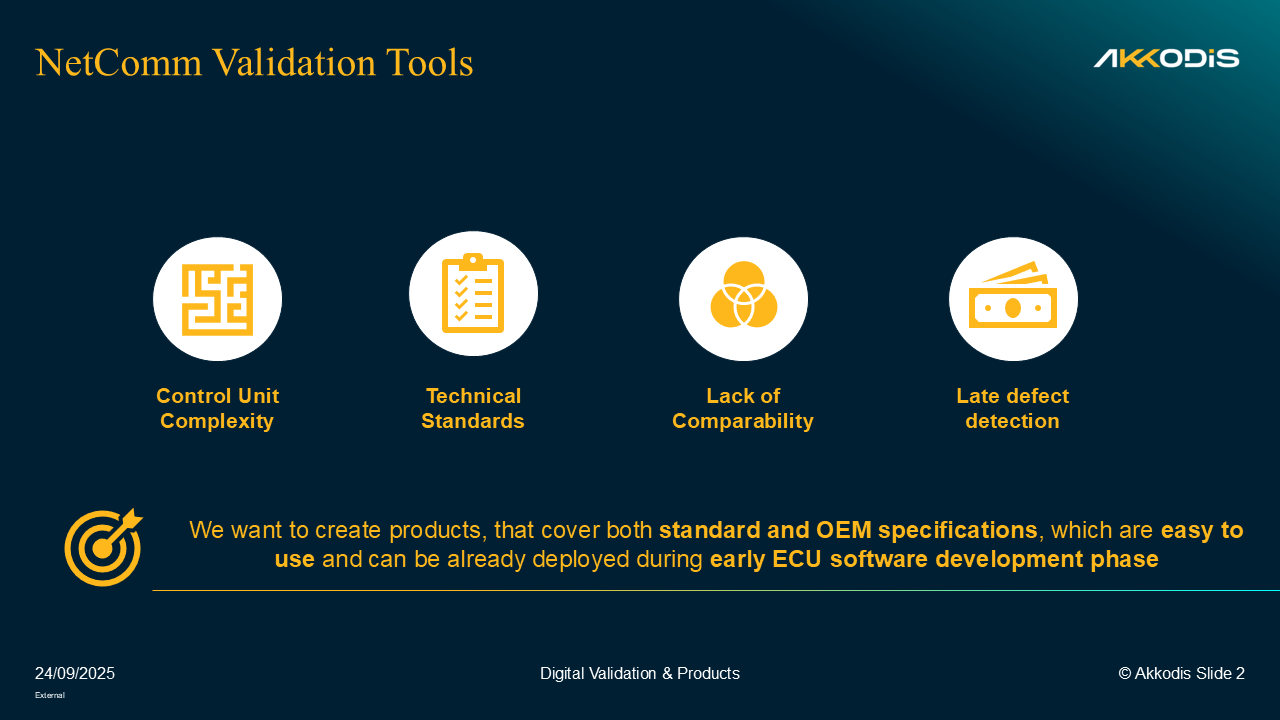 NetComm Validation Tools
AKKODIS
Control Unit
Complexity
Technical
Standards
Lack of
Comparability
Late defect
detection
We want to create products, that cover both standard and OEM specifications, which are easy to
use and can be already deployed during early ECU software development phase
24/09/2025
Digital Validation & Products
© Akkodis Slide 2
External